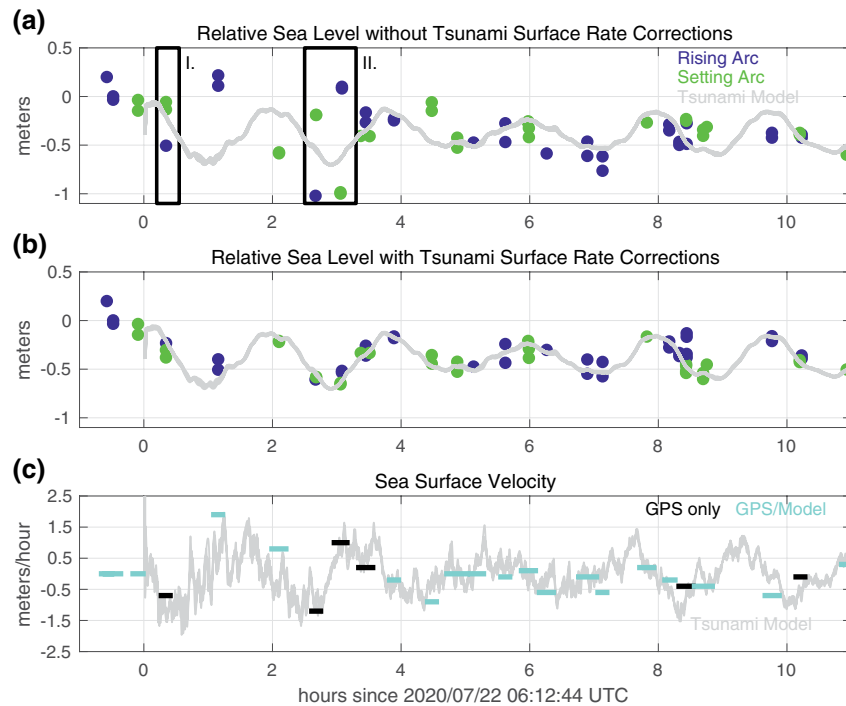 (a)
Relative Sea Level without Tsunami Surface Rate Corrections
0.5
0
-0.5
-1
meters
I.
II.
Rising Arc
Setting Arc
Tsunami Model
0 2 4 6 8 10
(b)
Relative Sea Level with Tsunami Surface Rate Corrections
0.5
0
-0.5
-1
meters
0 2 4 6 8 10
(c)
Sea Surface Velocity
2.5
1.5
0.5
-0.5
-1.5
-2.5
meters/hour
GPS only GPS/Model
Tsunami Model
0 2 4 6 8 10
hours since 2020/07/22 06:12:44 UTC